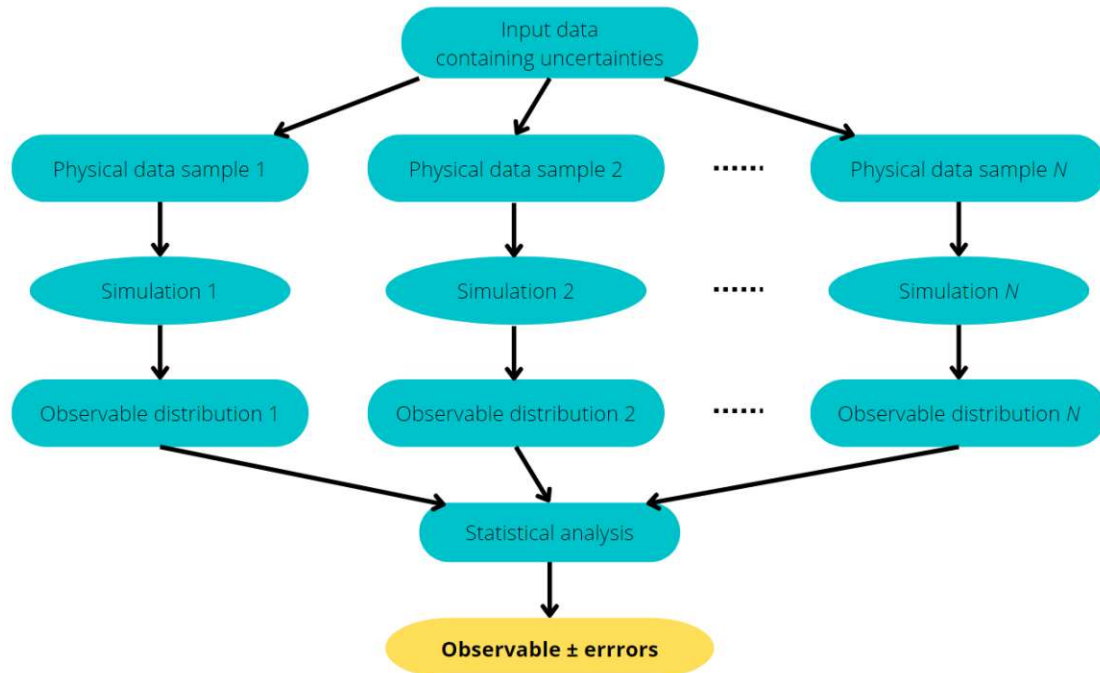 Input data
containing uncertainties
Physical data sample 1
Physical data sample 2
......
Physical data sample N
Simulation 1
Simulation 2
......
Simulation N
Observable distribution 1
Observable distribution 2
......
Observable distribution N
Statistical analysis
Observable ± errrors